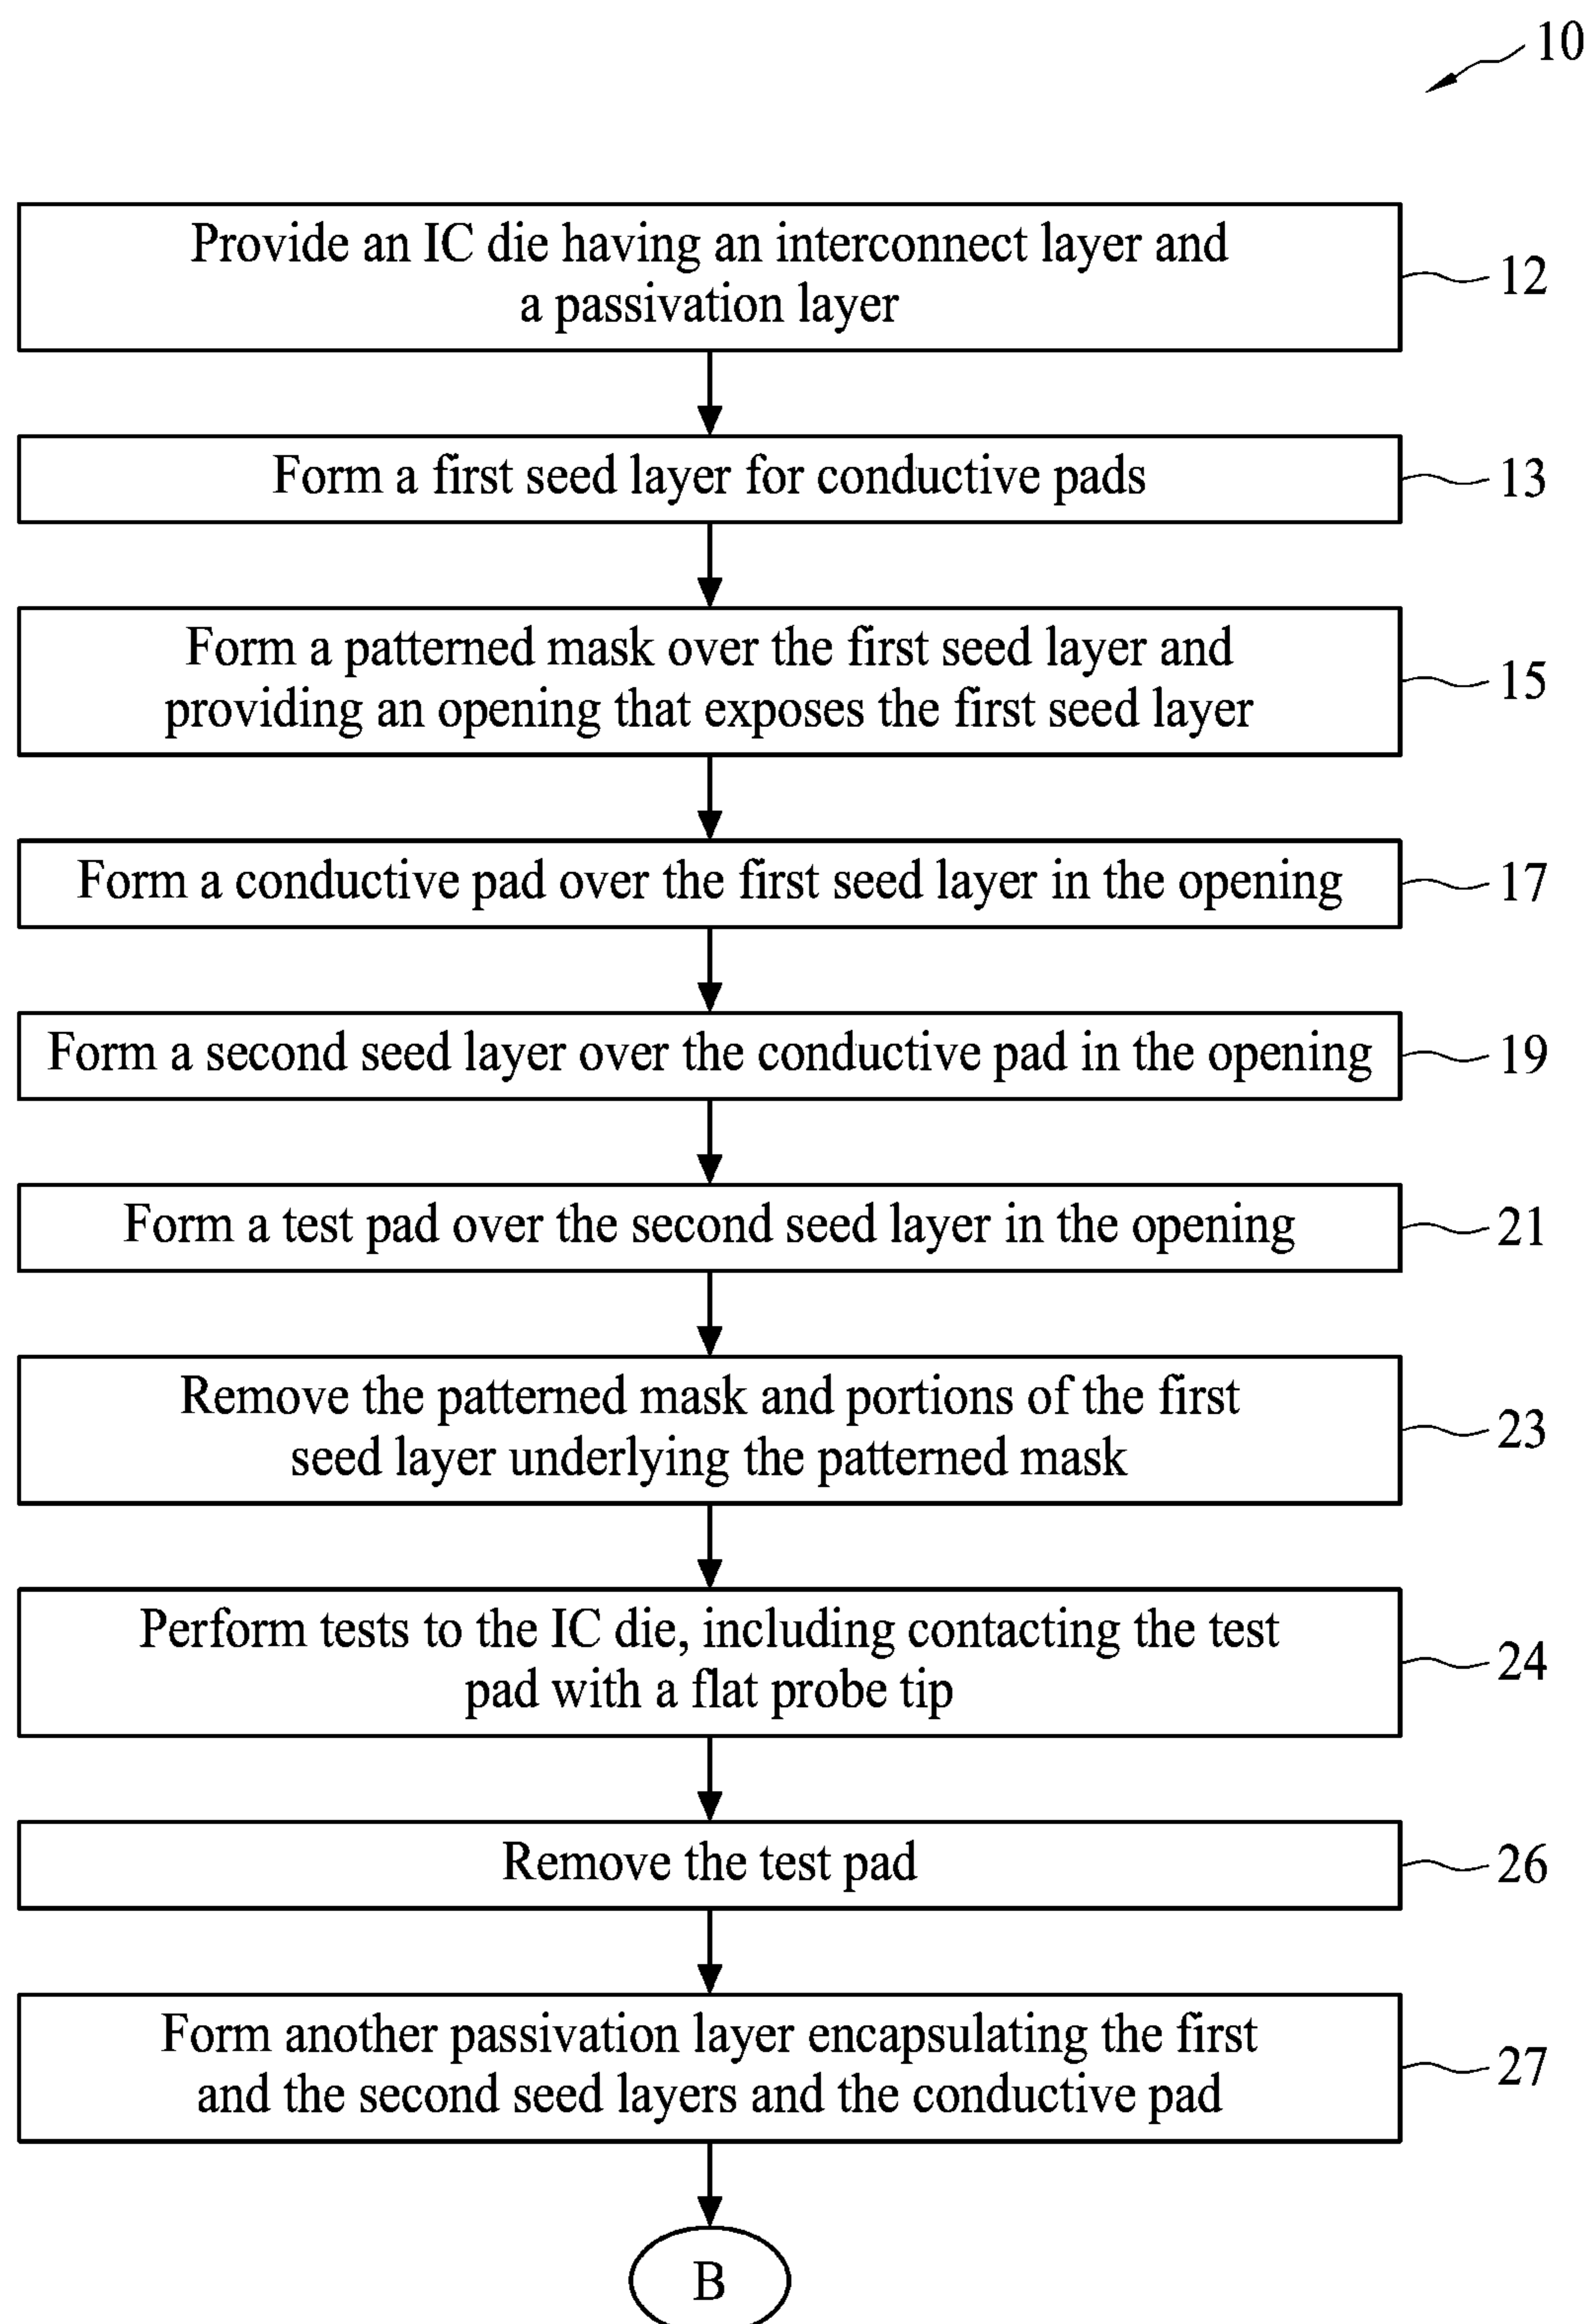 10
Provide an IC die having an interconnect layer and
a passivation layer
12
Form a first seed layer for conductive pads
13
Form a patterned mask over the first seed layer and
providing an opening that exposes the first seed layer
15
Form a conductive pad over the first seed layer in the opening
17
Form a second seed layer over the conductive pad in the opening
19
Form a test pad over the second seed layer in the opening
21
Remove the patterned mask and portions of the first
seed layer underlying the patterned mask
23
Perform tests to the IC die, including contacting the test
pad with a flat probe tip
24
Remove the test pad
26
Form another passivation layer encapsulating the first
and the second seed layers and the conductive pad
27
B